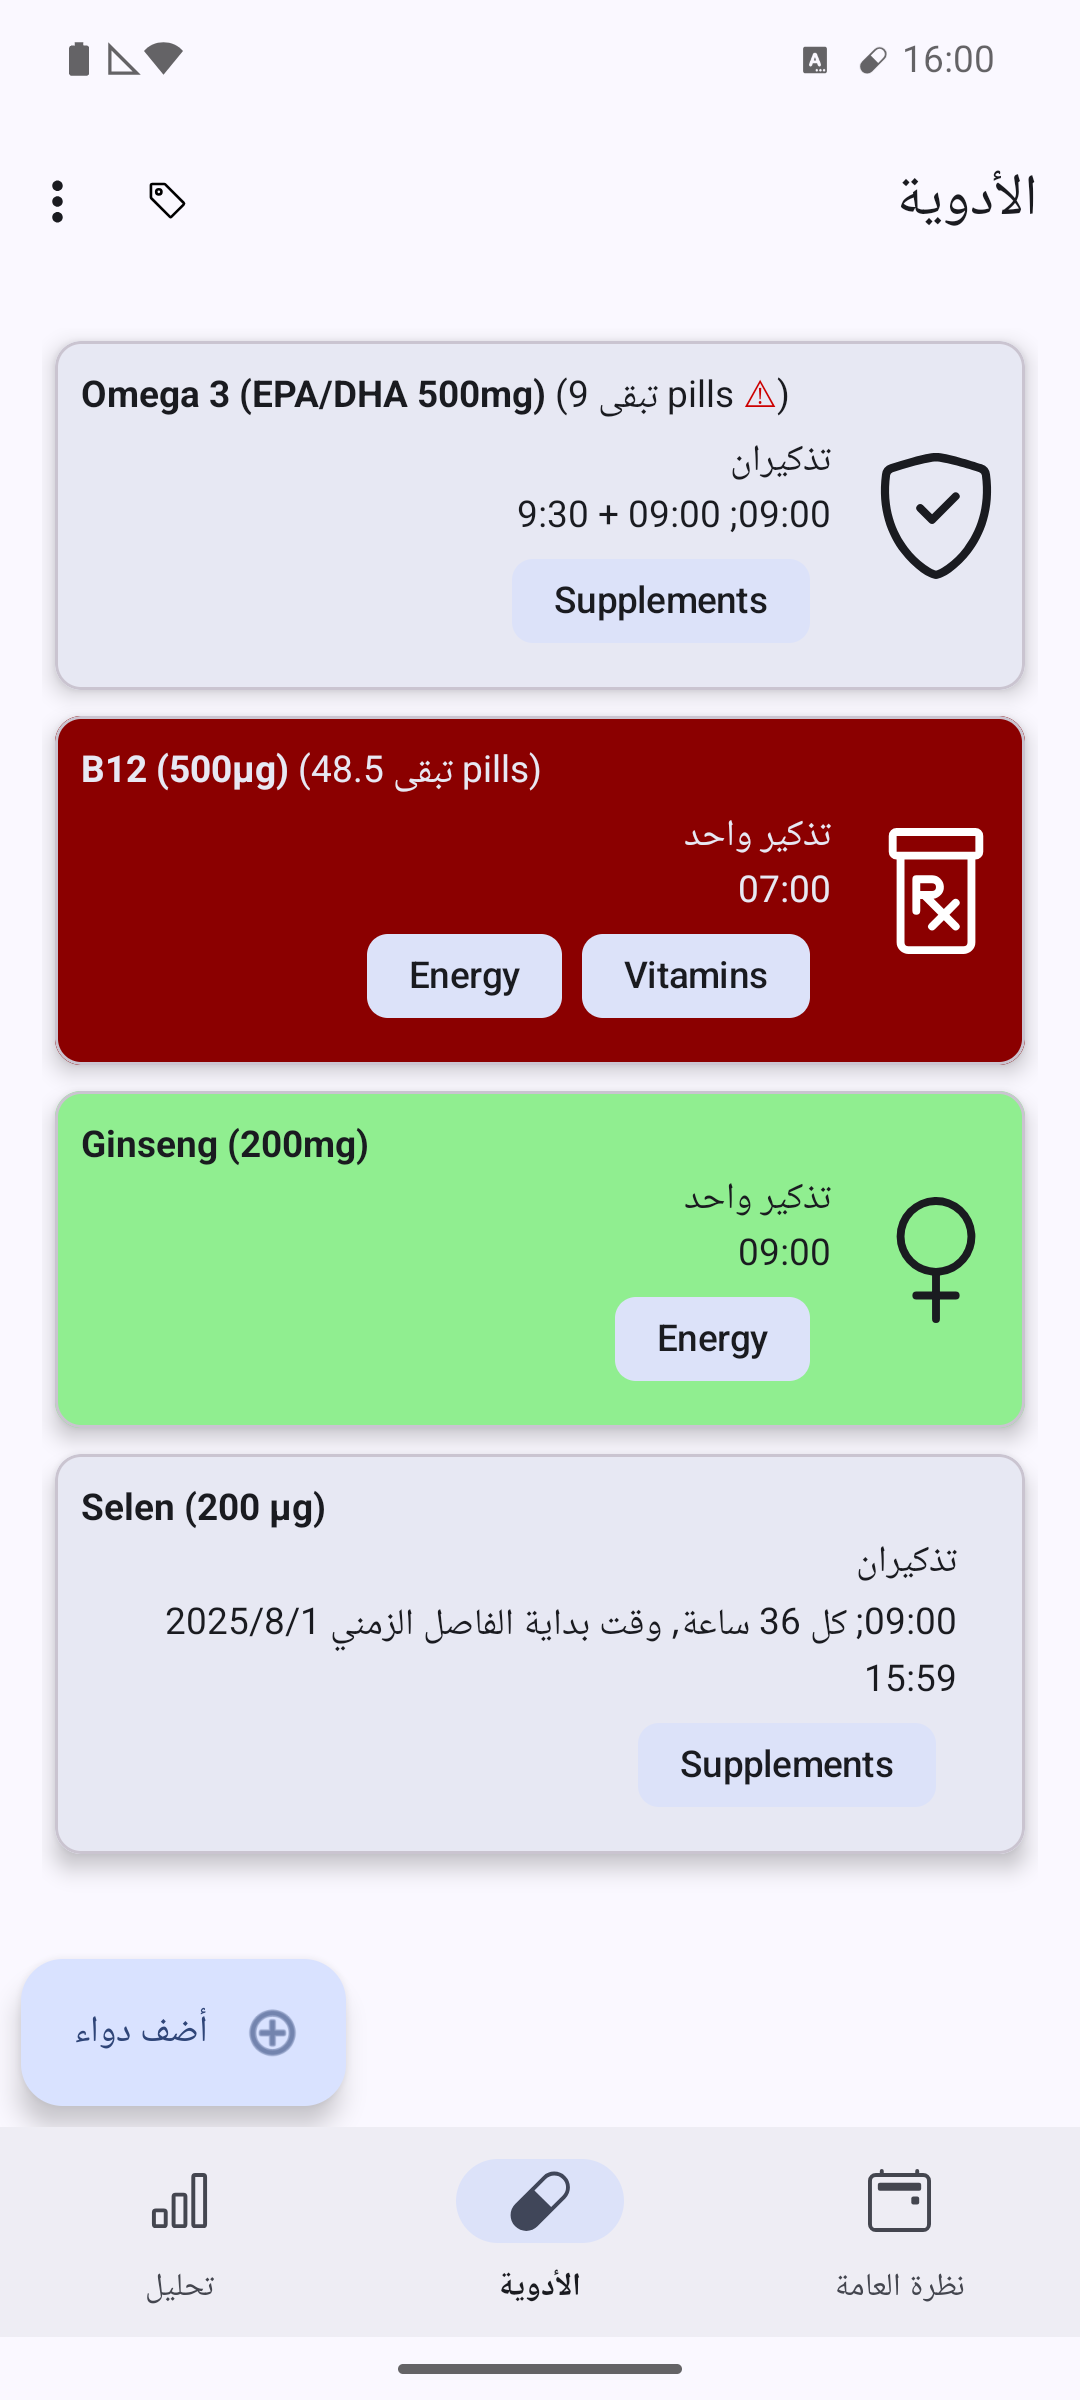 16:00
الأدوية
Omega 3 (EPA/DHA 500mg) (9 تبقى pills ⚠)
تذكيران
09:00; 09:00 + 9:30
Supplements
B12 (500µg) (48.5 تبقى pills)
تذكير واحد
07:00
Vitamins
Energy
Ginseng (200mg)
تذكير واحد
09:00
Energy
Selen (200 µg)
تذكيران
09:00; كل 36 ساعة, وقت بداية الفاصل الزمني 2025/8/1
15:59
Supplements
أضف دواء
نظرة العامة
الأدوية
تحليل